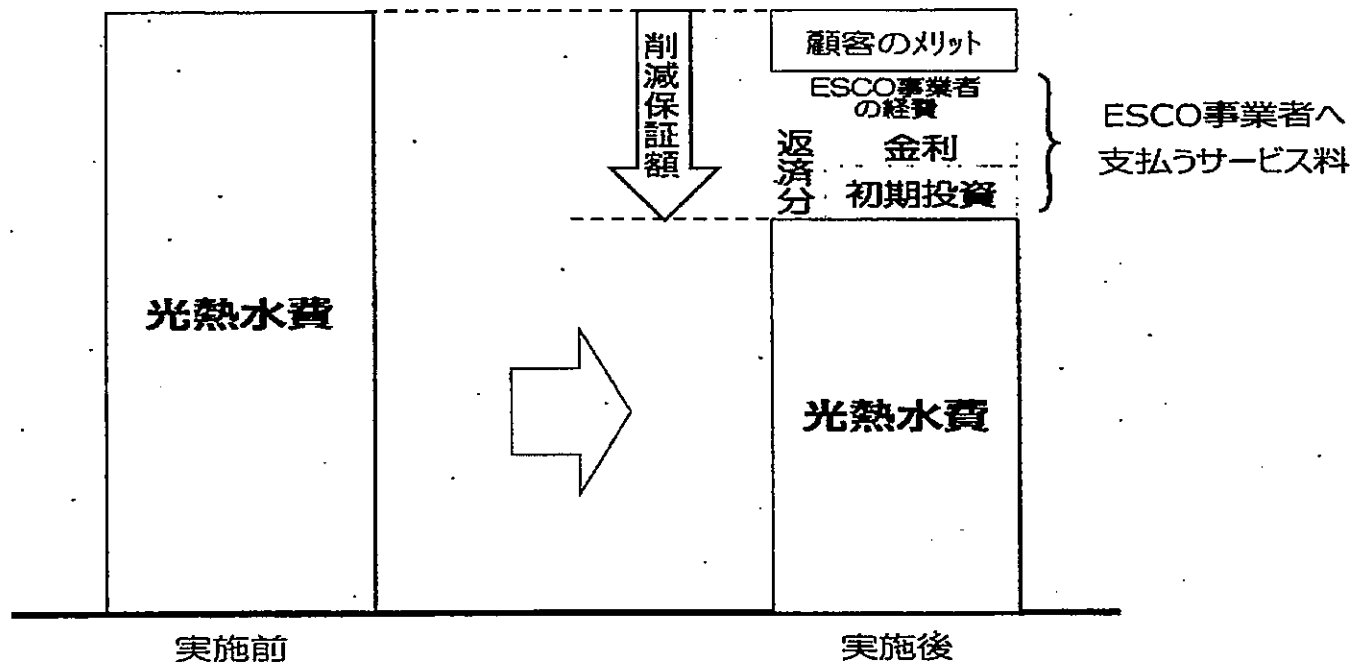 削減保証額
顧客のメリット
ESCO事業者
の経費
返済分
金利
初期投資
ESCO事業者へ
支払うサービス料
光熱水費
光熱水費
実施前
実施後